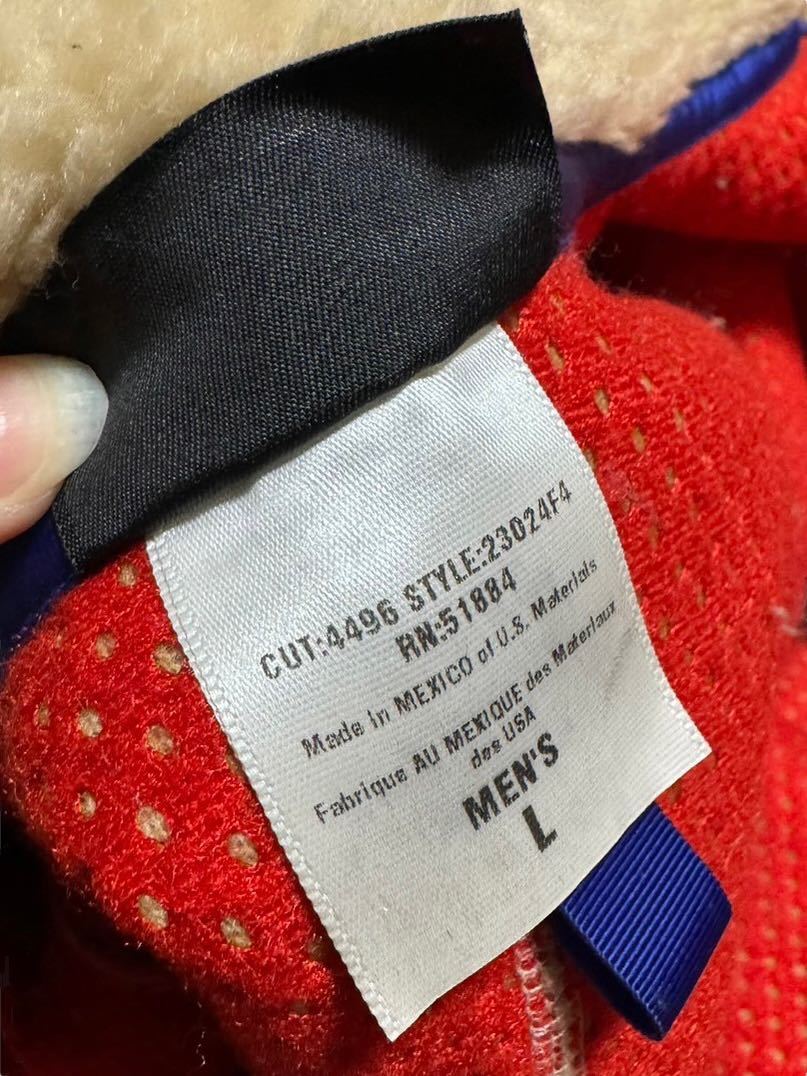 CUT:4496 STYLE:23024F4
RN:51884
Made in MEXICO of U.S. Materials
Fabrique AU MEXIQUE des Materiaux
des USA
MEN'S
L